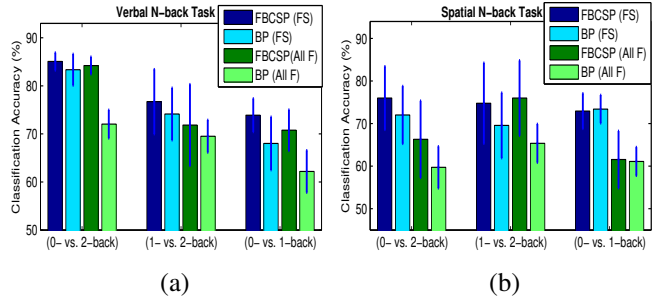 Verbal N-back Task
FBCSP (FS)
BP (FS)
FBCSP(All F)
BP (All F)
Classification Accuracy (%)
90
80
70
60
50
(0- vs. 2-back)
(1- vs. 2-back)
(0- vs. 1-back)
(a)
Spatial N-back Task
FBCSP (FS)
BP (FS)
FBCSP(All F)
BP (All F)
Classification Accuracy (%)
90
80
70
60
50
(0- vs. 2-back)
(1- vs. 2-back)
(0- vs. 1-back)
(b)